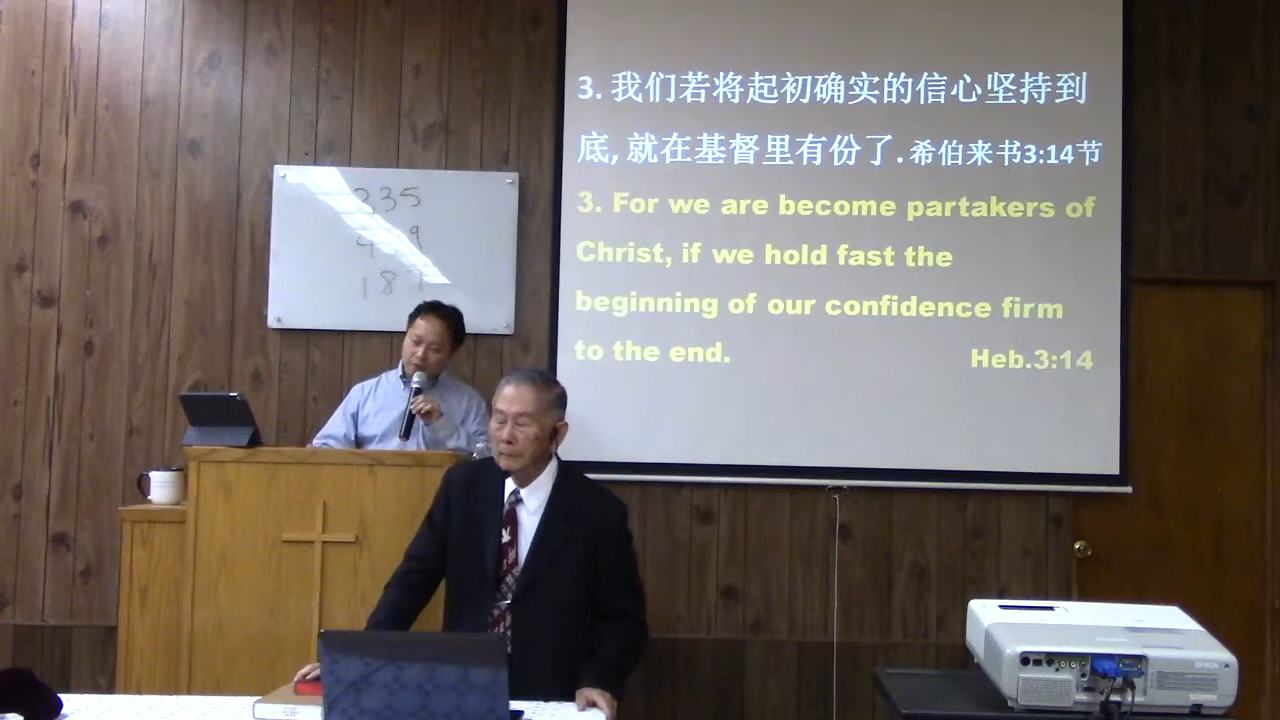 3. 我们若将起初确实的信心坚持到
底, 就在基督里有份了. 希伯来书3:14节
3. For we are become partakers of
Christ, if we hold fast the
beginning of our confidence firm
to the end. Heb.3:14
335
187
EPSON